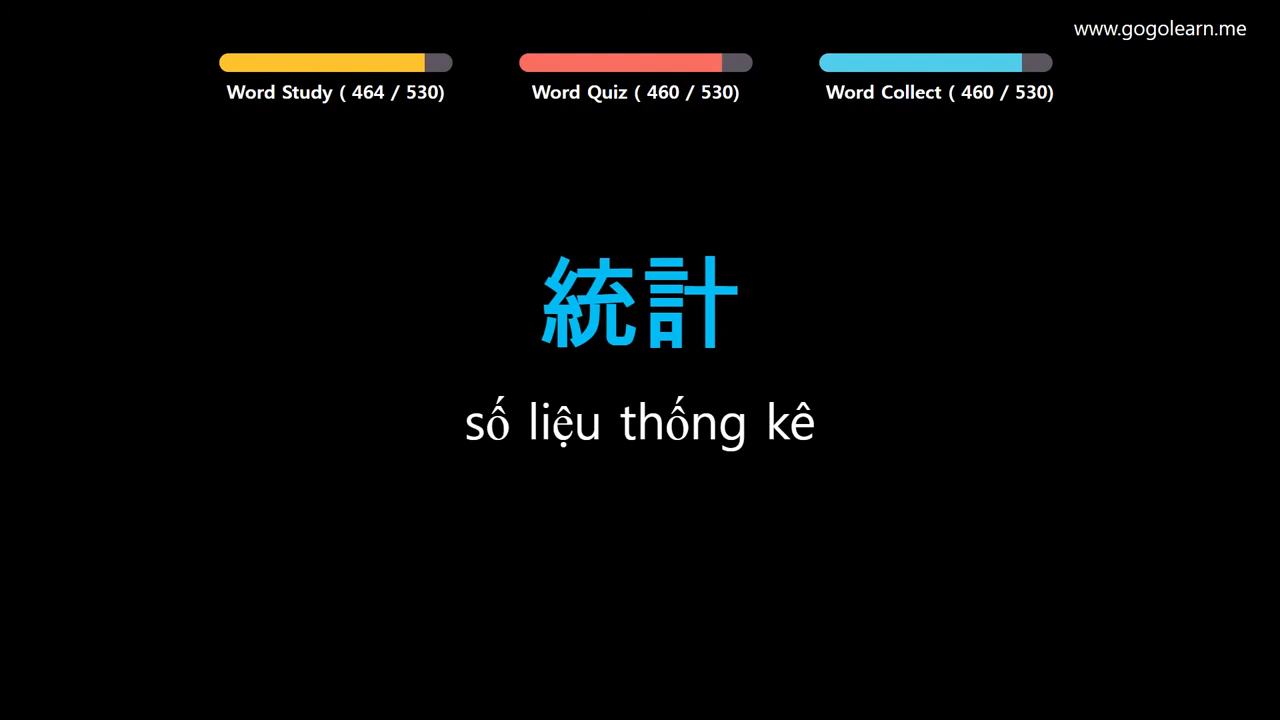 www.gogolearn.me
Word Study ( 464 / 530)
Word Quiz ( 460 / 530)
Word Collect ( 460 / 530)
統計
số liệu thống kê